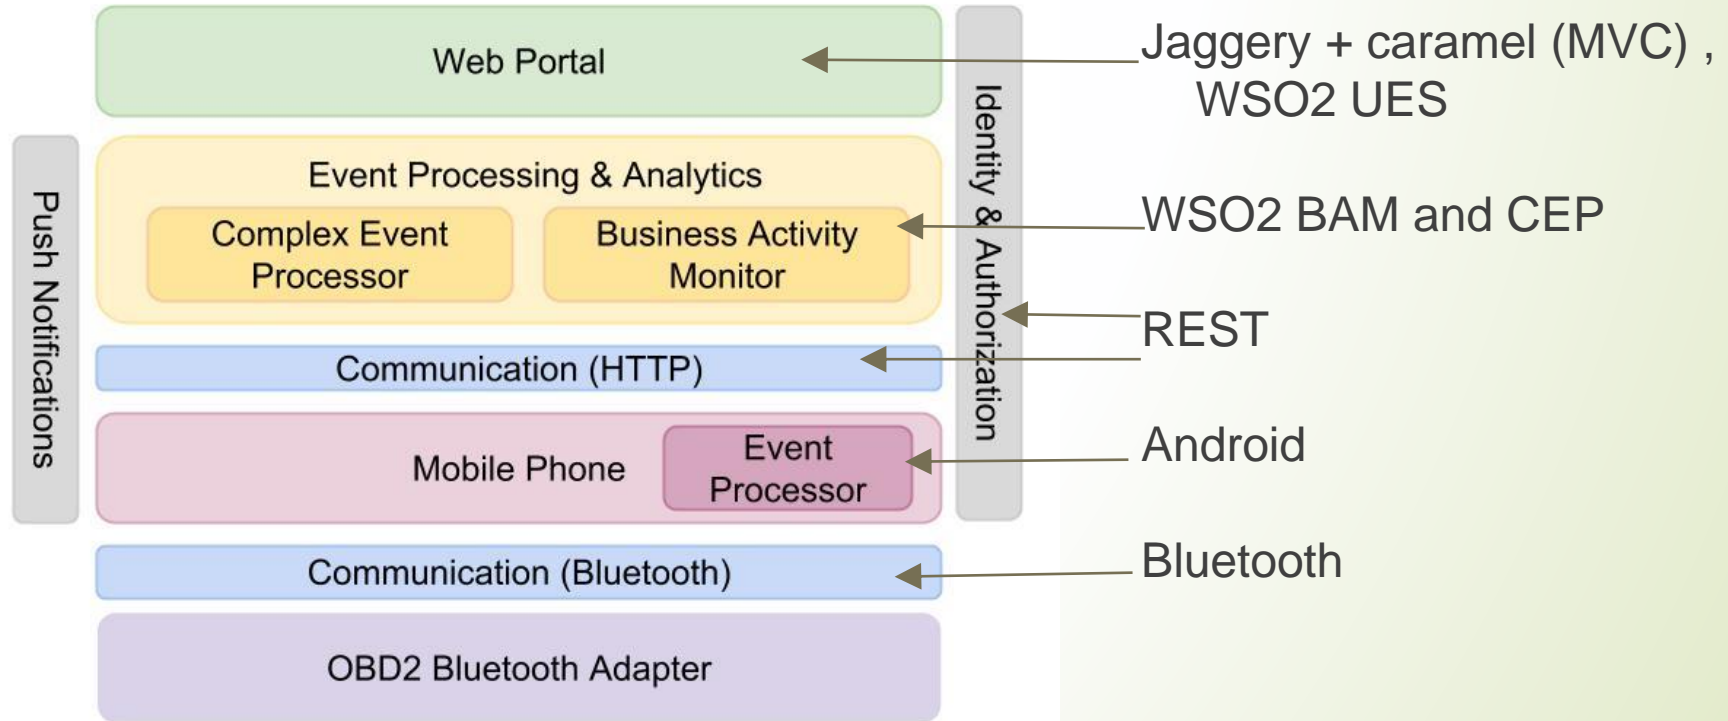 Web Portal
Event Processing & Analytics
Complex Event
Processor
Business Activity
Monitor
Communication (HTTP)
Mobile Phone
Event
Processor
Communication (Bluetooth)
OBD2 Bluetooth Adapter
Push Notifications
Identity & Authorization
Jaggery + caramel (MVC) ,
WSO2 UES
WSO2 BAM and CEP
REST
Android
Bluetooth